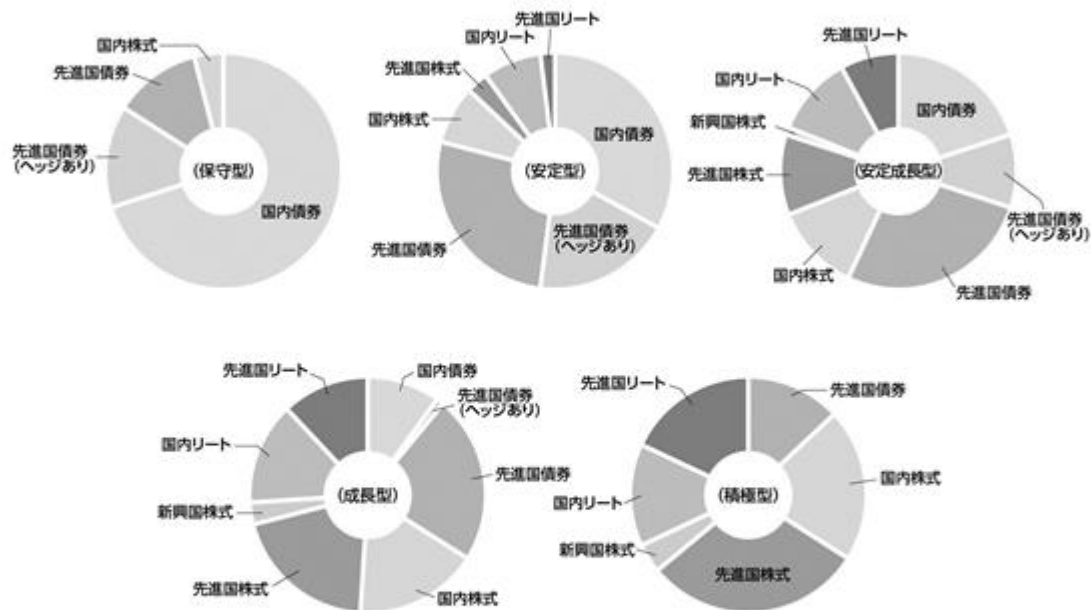 国内株式
先進国債券
先進国債券
(ヘッジあり)
(保守型)
国内債券
先進国リート
国内リート
先進国株式
国内株式
国内債券
(安定型)
先進国債券
先進国債券
(ヘッジあり)
先進国リート
国内リート
新興国株式
先進国株式
国内債券
(安定成長型)
国内株式
先進国債券
(ヘッジあり)
先進国債券
先進国リート
国内債券
先進国債券
(ヘッジあり)
国内リート
先進国債券
(成長型)
新興国株式
先進国株式
国内株式
先進国リート
先進国債券
国内株式
(積極型)
国内リート
新興国株式
先進国株式